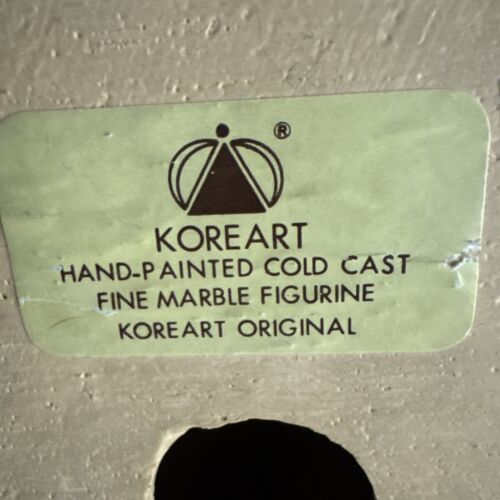 ®
KOREART
HAND-PAINTED COLD CAST
FINE MARBLE FIGURINE
KOREART ORIGINAL